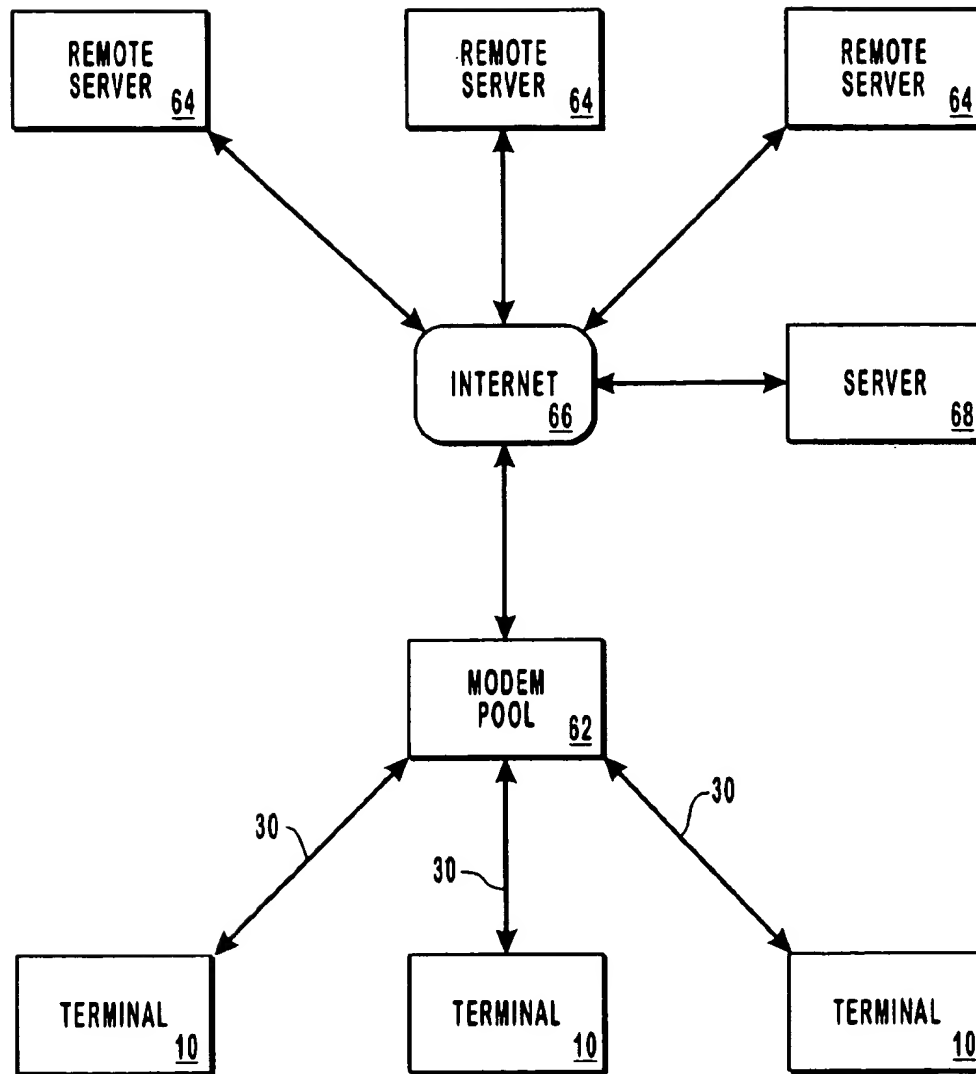 REMOTE
SERVER
64
REMOTE
SERVER
64
REMOTE
SERVER
64
INTERNET
66
SERVER
68
MODEM
POOL
62
30
30
30
TERMINAL
10
TERMINAL
10
TERMINAL
10